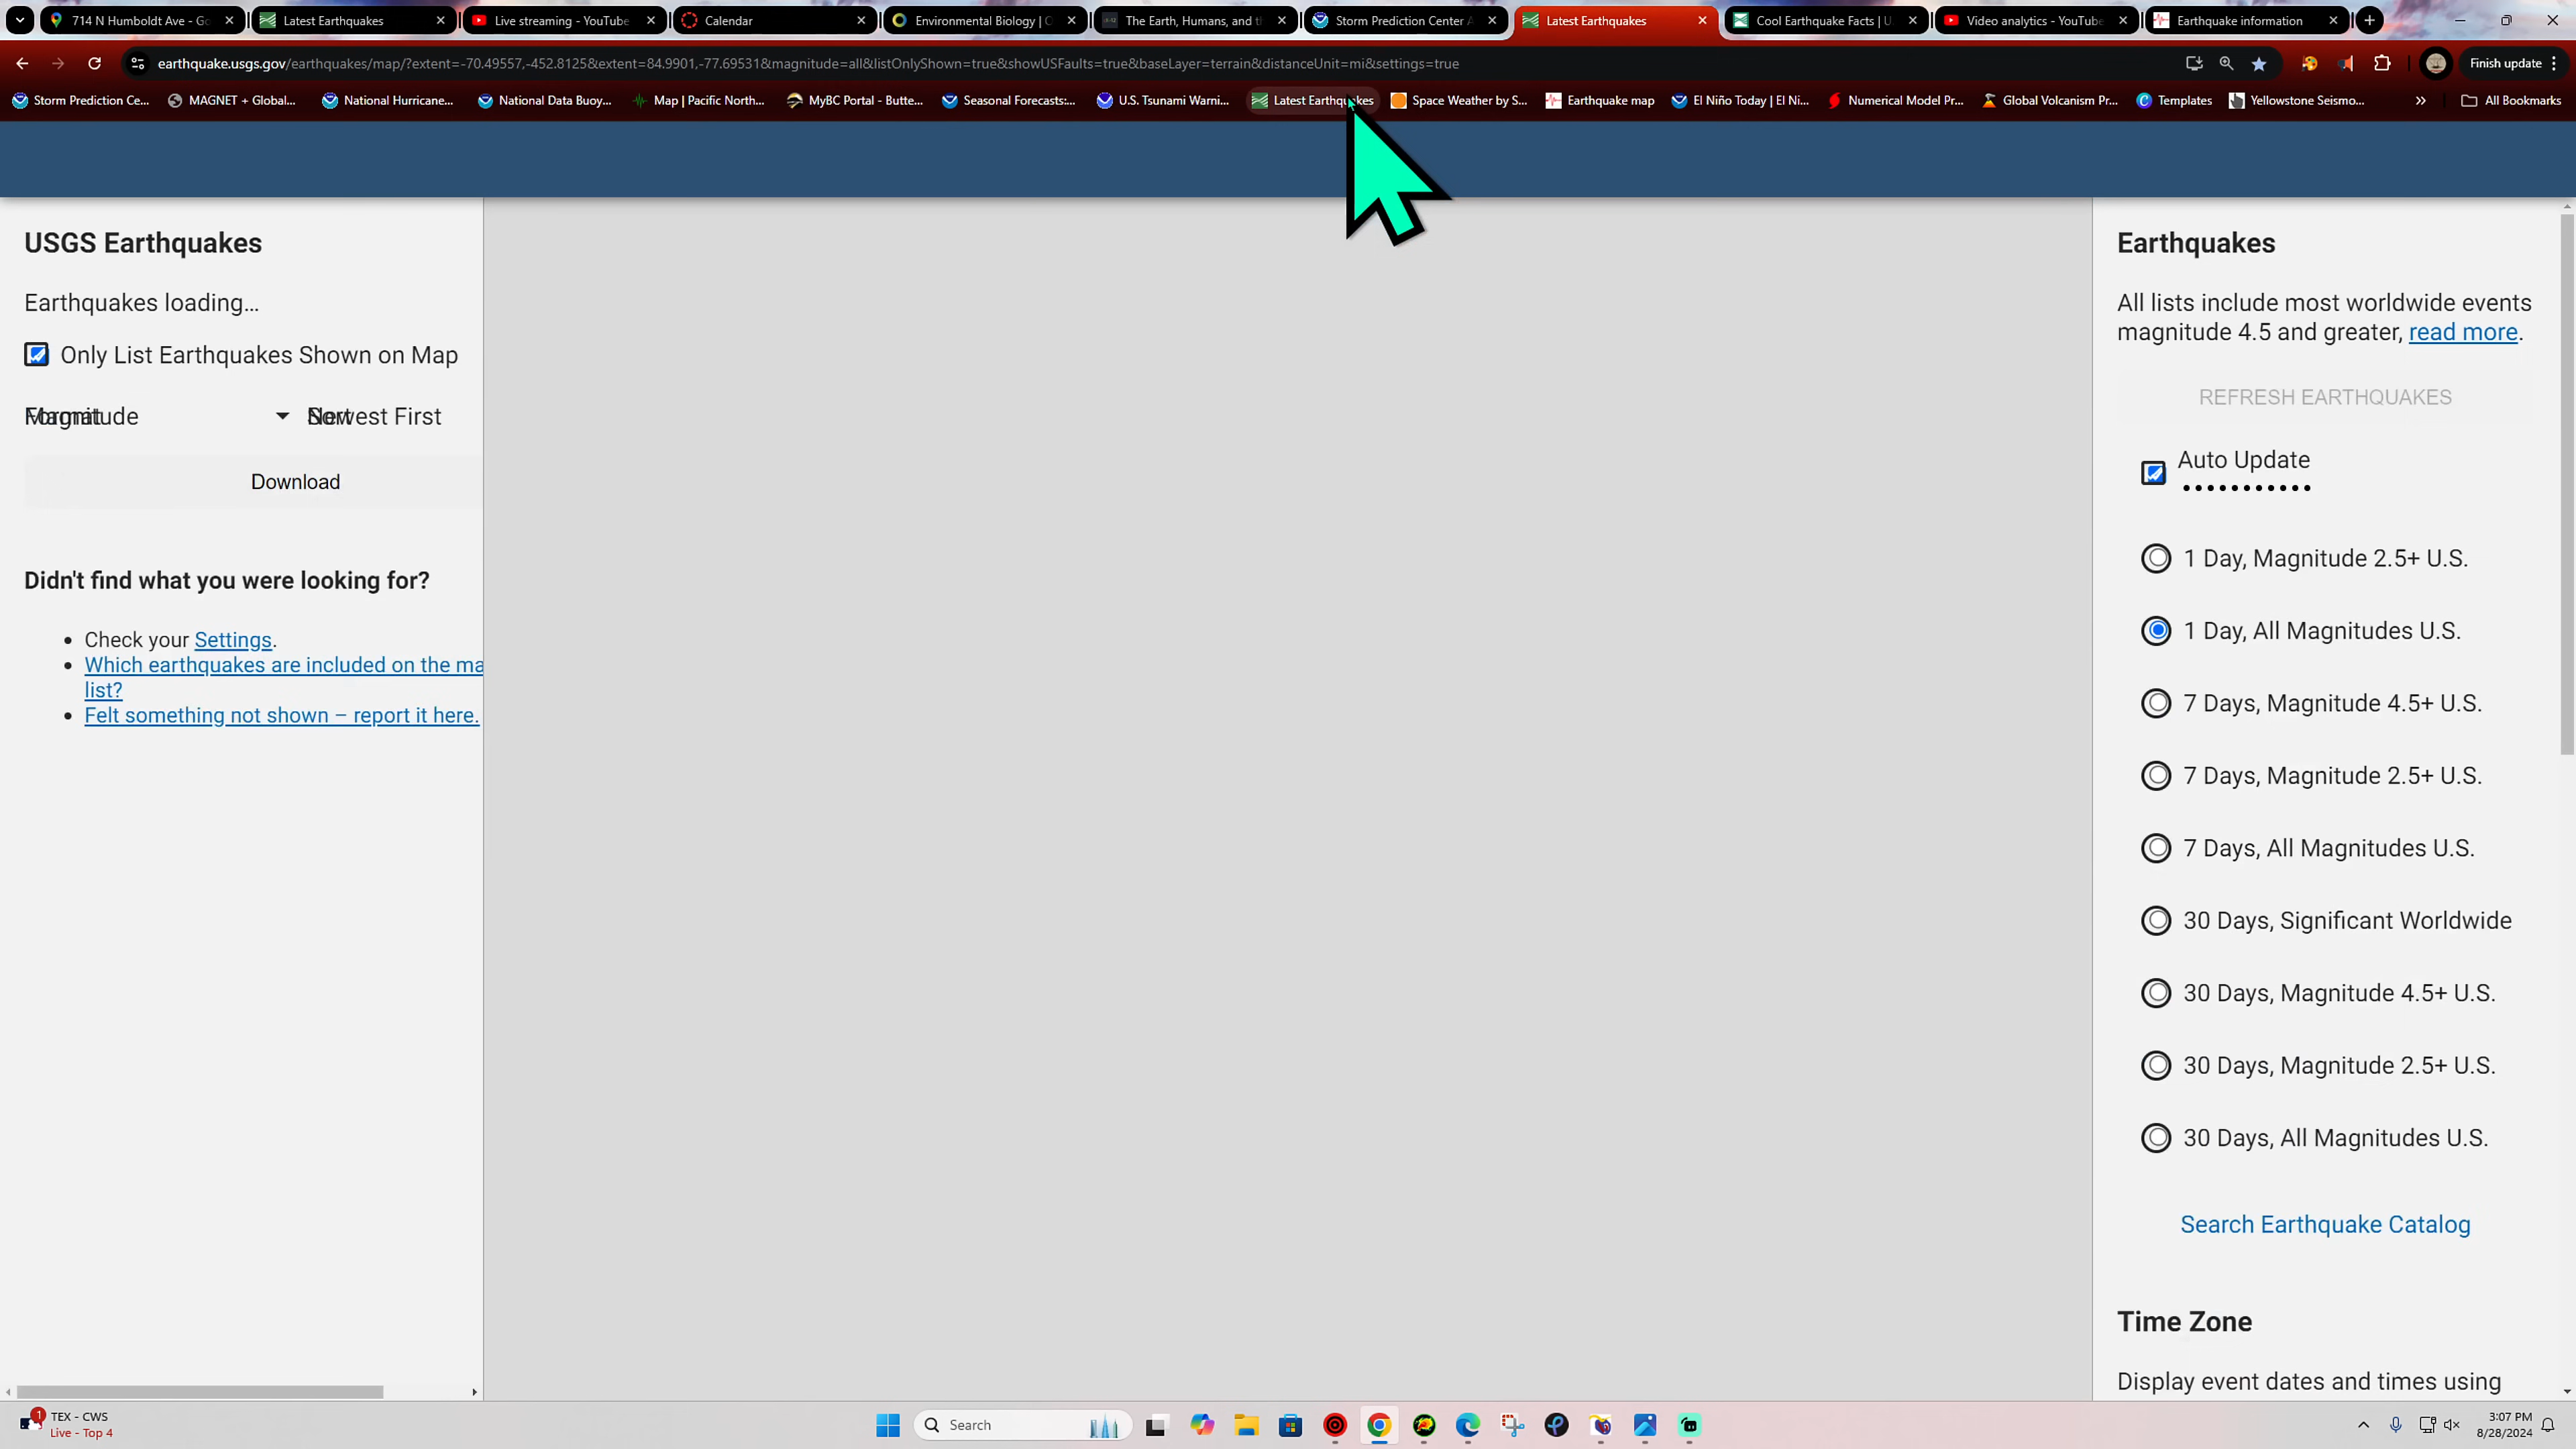 714 N Humboldt Ave - Go
Latest Earthquakes
Live streaming - YouTube
Calendar
Environmental Biology | O
The Earth, Humans, and th
Storm Prediction Center A
Latest Earthquakes
Cool Earthquake Facts | U.
Video analytics - YouTube
Earthquake information
earthquake.usgs.gov/earthquakes/map/?extent=-70.49557,-452.8125&extent=84.9901,-77.69531&magnitude=all&listOnlyShown=true&showUSFaults=true&baseLayer=terrain&distanceUnit=mi&settings=true
Finish update
Storm Prediction Ce...
MAGNET + Global...
National Hurricane...
National Data Buoy...
Map | Pacific North...
MyBC Portal - Butte...
Seasonal Forecasts:...
U.S. Tsunami Warni...
Latest Earthquakes
Space Weather by S...
Earthquake map
El Niño Today | El Ni...
Numerical Model Pr...
Global Volcanism Pr...
Templates
Yellowstone Seismo...
All Bookmarks
USGS Earthquakes
Earthquakes loading...
Only List Earthquakes Shown on Map
Format
Magnitude
Sort
Newest First
Download
Didn't find what you were looking for?
• Check your Settings.
• Which earthquakes are included on the ma
list?
• Felt something not shown – report it here.
Earthquakes
All lists include most worldwide events
magnitude 4.5 and greater, read more.
REFRESH EARTHQUAKES
Auto Update
1 Day, Magnitude 2.5+ U.S.
1 Day, All Magnitudes U.S.
7 Days, Magnitude 4.5+ U.S.
7 Days, Magnitude 2.5+ U.S.
7 Days, All Magnitudes U.S.
30 Days, Significant Worldwide
30 Days, Magnitude 4.5+ U.S.
30 Days, Magnitude 2.5+ U.S.
30 Days, All Magnitudes U.S.
Search Earthquake Catalog
Time Zone
Display event dates and times using
1
TEX - CWS
Live - Top 4
Search
3:07 PM
8/28/2024